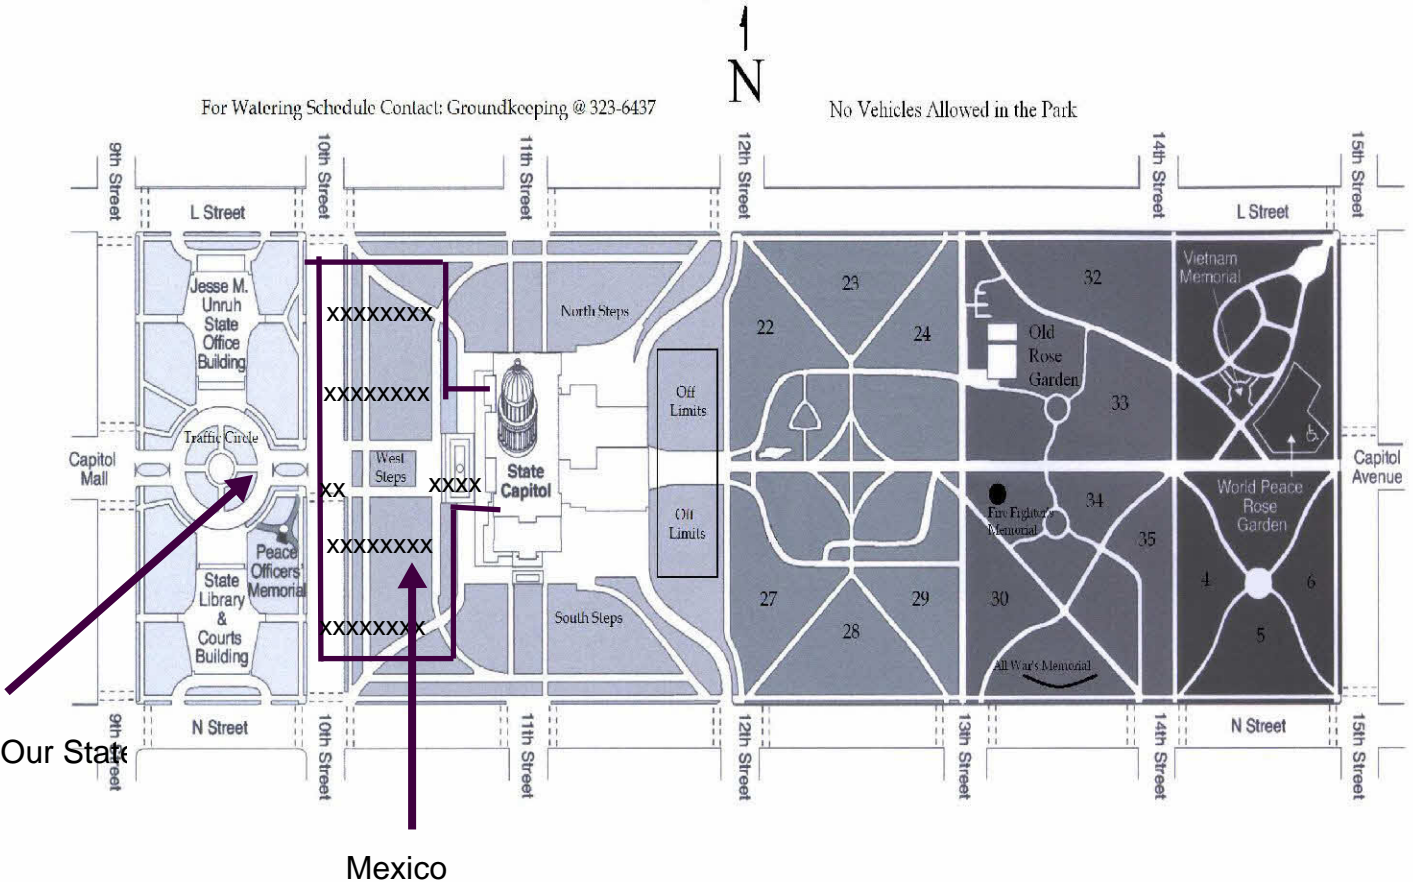 N
For Watering Schedule Contact: Groundkeeping @ 323-6437
No Vehicles Allowed in the Park
9th Street
10th Street
11th Street
12th Street
14th Street
15th Street
L Street
L Street
Jesse M.
Unruh
State
Office
Building
XXXXXXXX
XXXXXXXX
North Steps
23
22
24
32
Old
Rose
Garden
33
Vietnam
Memorial
Off
Limits
Traffic Circle
Capitol
Mall
West
Steps
XX
XXXX
State
Capitol
Capitol
Avenue
World Peace
Rose
Garden
Off
Limits
Fire Fighter's
Memorial
34
35
XXXXXXXX
Peace
Officers'
Memorial
State
Library
&
Courts
Building
XXXXXXXX
South Steps
27
28
29
30
4
5
6
All War's Memorial
N Street
N Street
9th Street
10th Street
11th Street
12th Street
13th Street
14th Street
15th Street
Our State
Mexico